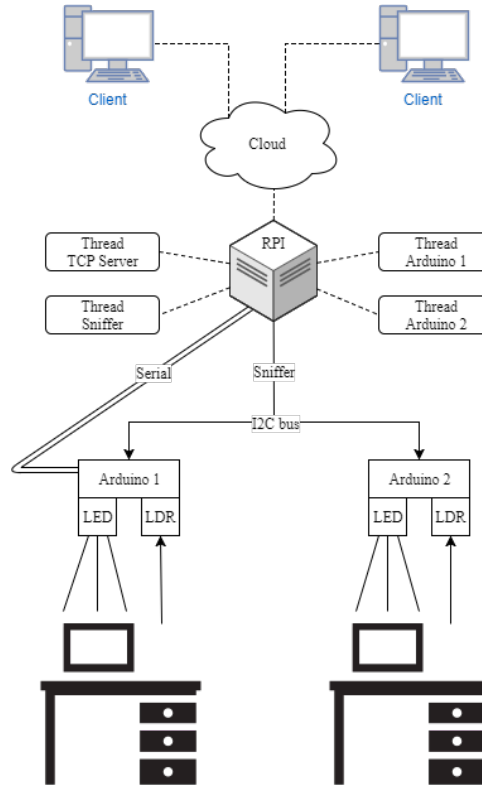 Client
Client
Cloud
RPI
Thread
TCP Server
Thread
Arduino 1
Thread
Sniffer
Thread
Arduino 2
Serial
Sniffer
I2C bus
Arduino 1
Arduino 2
LED
LDR
LED
LDR